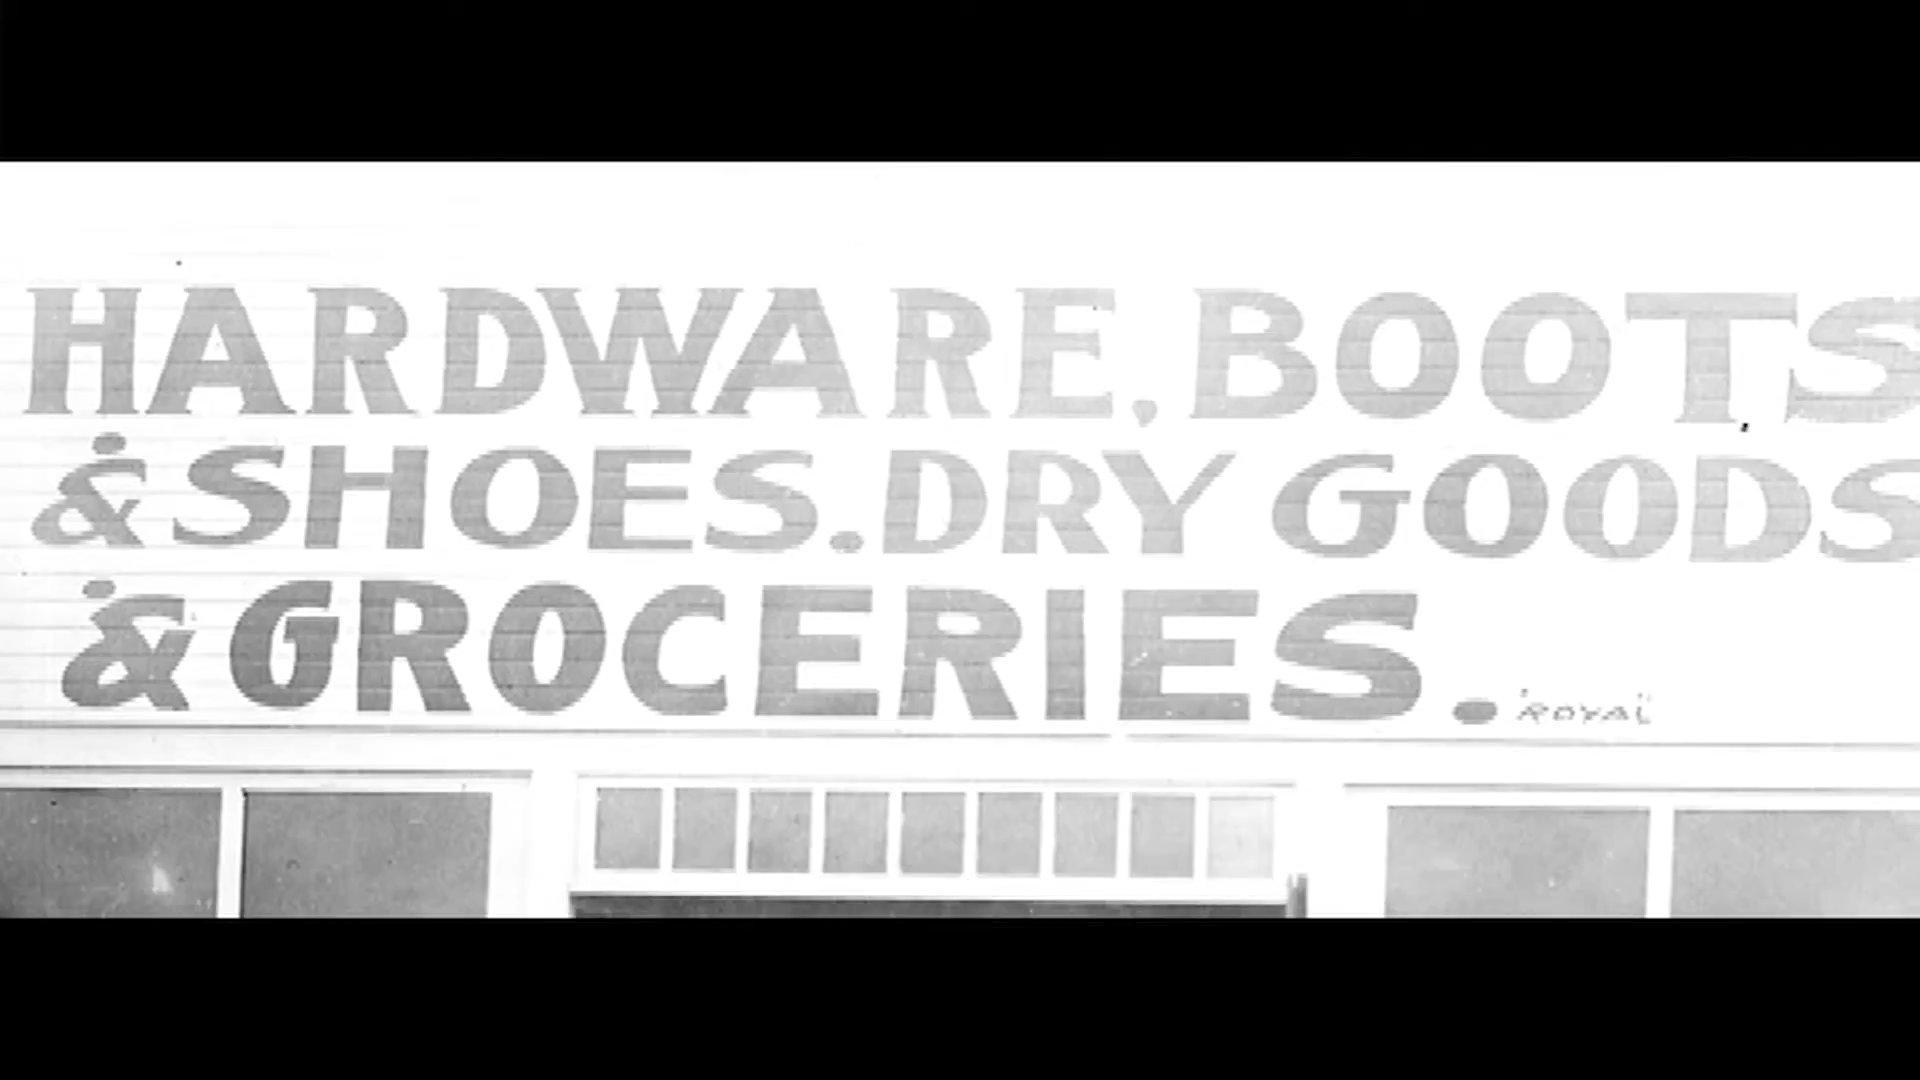 HARDWARE, BOOTS
& SHOES. DRY GOODS
& GROCERIES.
"ROYAL"